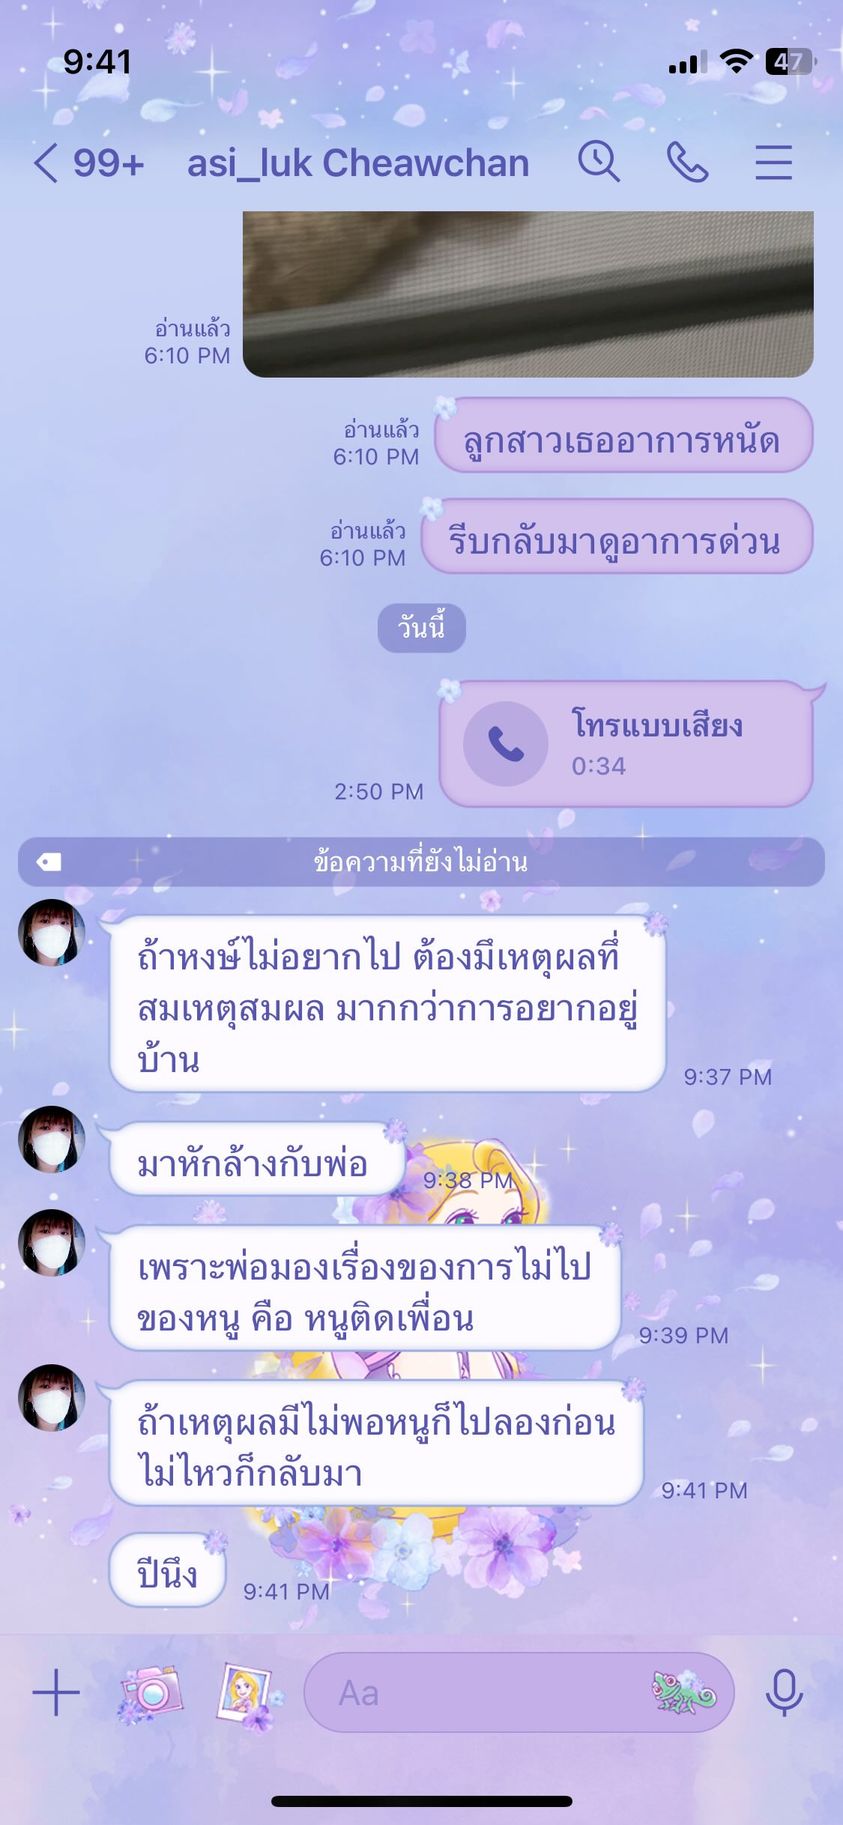 9:41
47
99+ asi_luk Cheawchan
อ่านแล้ว
6:10 PM
อ่านแล้ว
6:10 PM
ลูกสาวเธออาการหนัด
อ่านแล้ว
6:10 PM
รีบกลับมาดูอาการด่วน
วันนี้
โทรแบบเสียง
0:34
2:50 PM
ข้อความที่ยังไม่อ่าน
ถ้าหงษ์ไม่อยากไป ต้องมีเหตุผลที่
สมเหตุสมผล มากกว่าการอยากอยู่
บ้าน
9:37 PM
มาหักล้างกับพ่อ
9:38 PM
เพราะพ่อมองเรื่องของการไม่ไป
ของหนู คือ หนูติดเพื่อน
9:39 PM
ถ้าเหตุผลมีไม่พอหนูก็ไปลองก่อน
ไม่ไหวก็กลับมา
9:41 PM
ปีนึง
9:41 PM
Aa